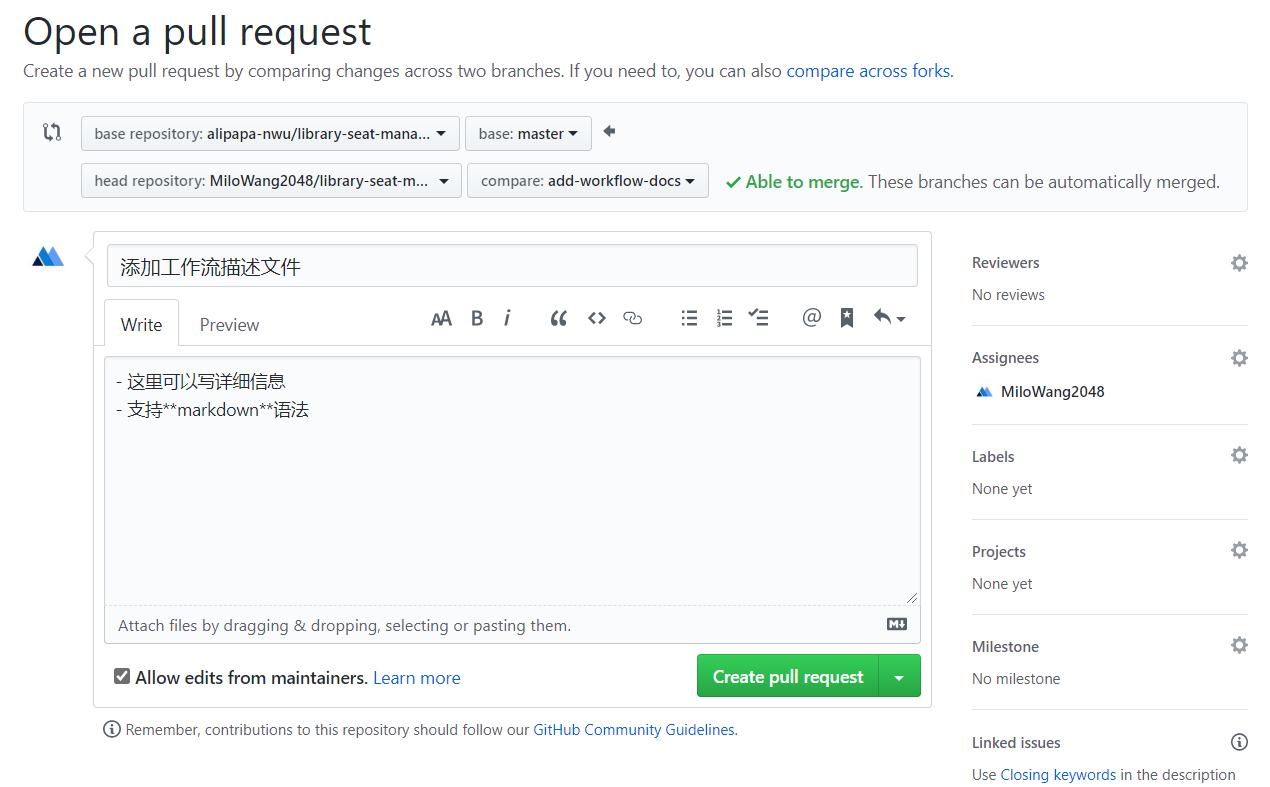 Open a pull request
Create a new pull request by comparing changes across two branches. If you need to, you can also compare across forks.
base repository: alipapa-nwu/library-seat-mana... base: master
head repository: MiloWang2048/library-seat-m... compare: add-workflow-docs Able to merge. These branches can be automatically merged.
添加工作流描述文件
Write Preview
AA B i @
- 这里可以写详细信息
- 支持**markdown**语法
Attach files by dragging & dropping, selecting or pasting them.
Allow edits from maintainers. Learn more Create pull request
Remember, contributions to this repository should follow our GitHub Community Guidelines.
Reviewers
No reviews
Assignees
MiloWang2048
Labels
None yet
Projects
None yet
Milestone
No milestone
Linked issues
Use Closing keywords in the description